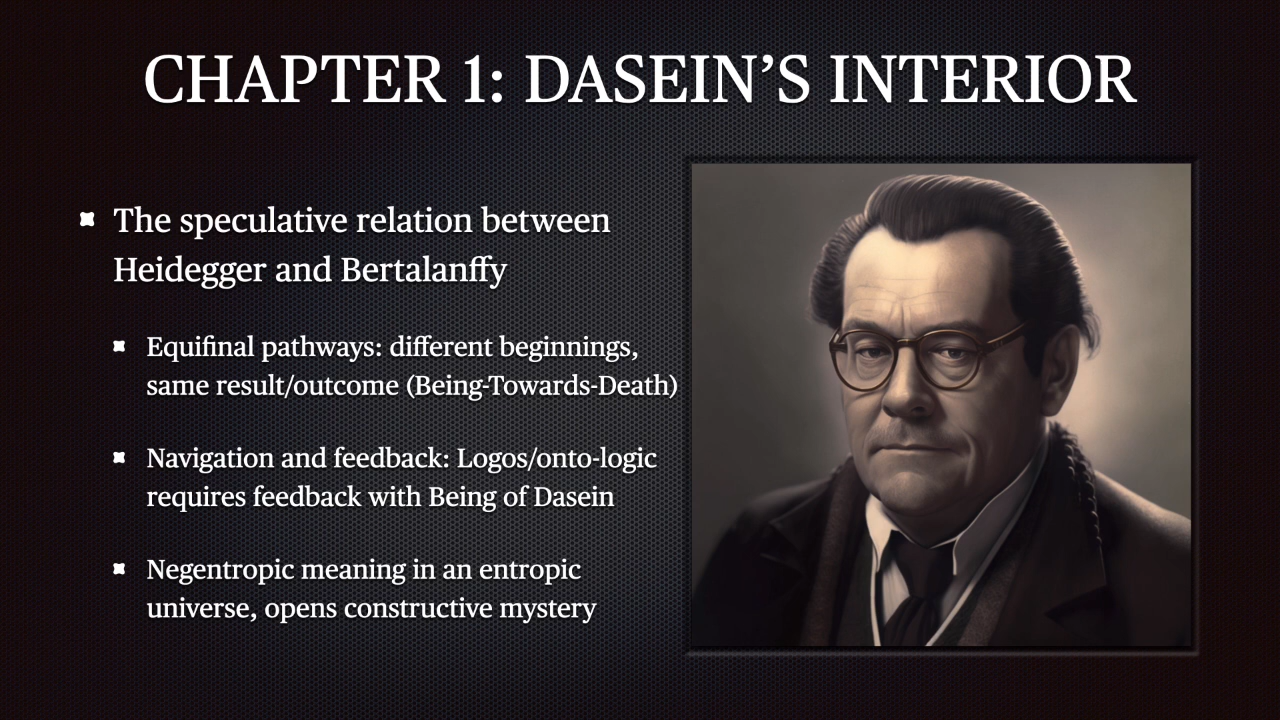 CHAPTER 1: DASEIN’S INTERIOR
The speculative relation between
Heidegger and Bertalanffy
Equifinal pathways: different beginnings,
same result/outcome (Being-Towards-Death)
Navigation and feedback: Logos/onto-logic
requires feedback with Being of Dasein
Negentropic meaning in an entropic
universe, opens constructive mystery